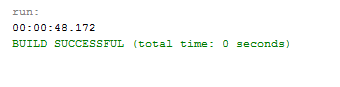 run:
00:00:48.172
BUILD SUCCESSFUL (total time: 0 seconds)